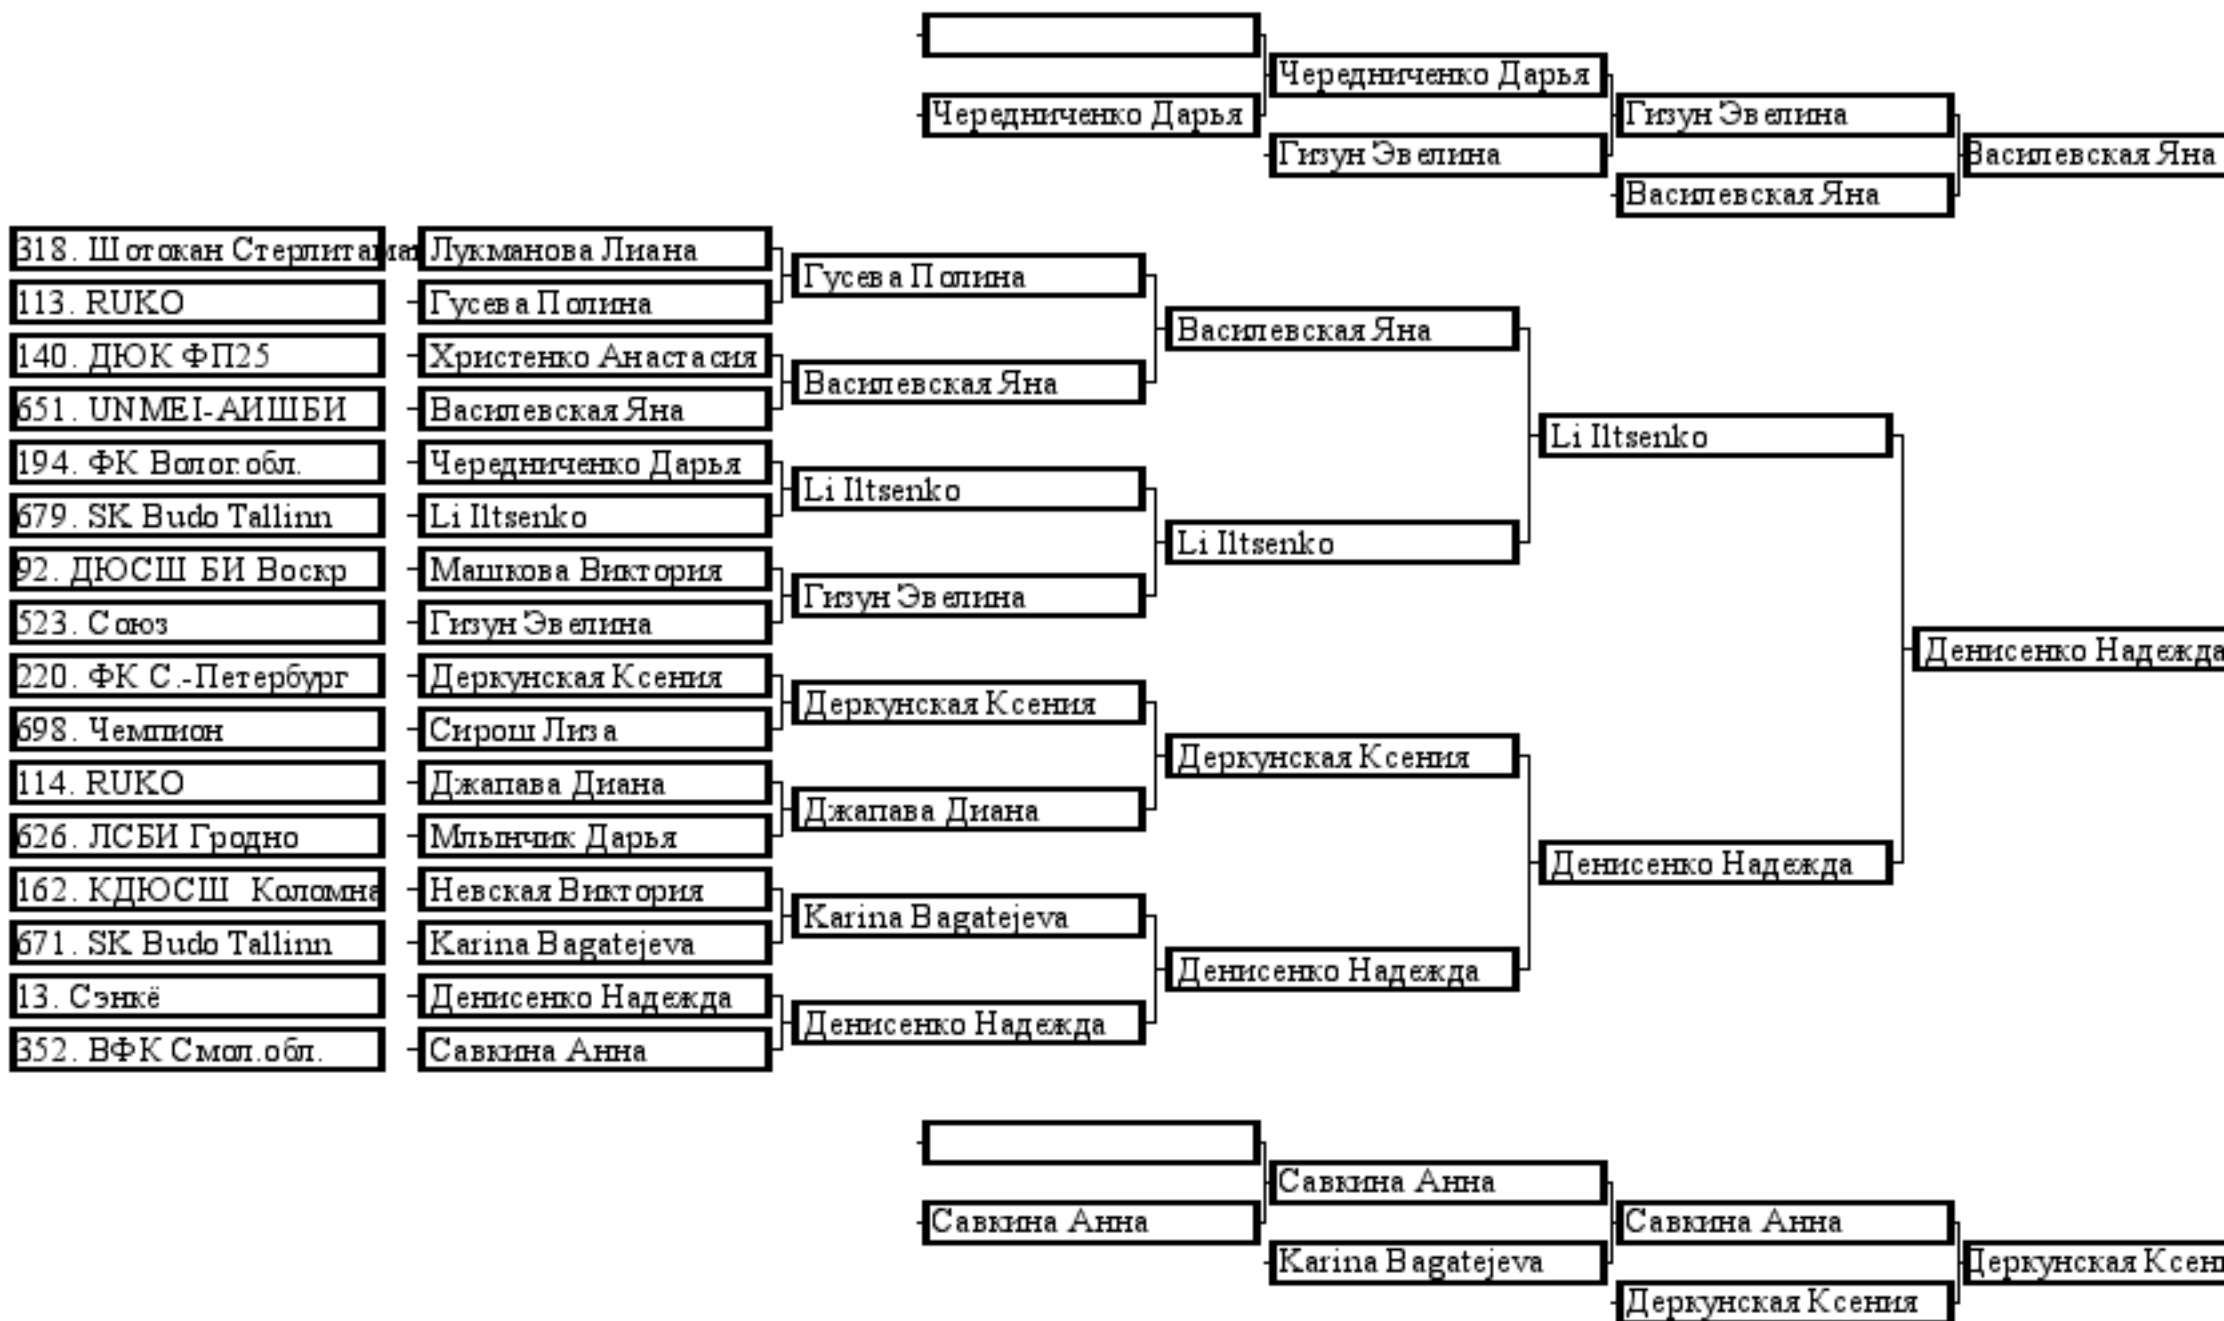 Чередниченко Дарья
Чередниченко Дарья
Гизун Эвелина
Гизун Эвелина
Василевская Яна
Василевская Яна
318. Шотокан Стерлитамак Лукманова Лиана
Гусева Полина
113. RUKO Гусева Полина
Василевская Яна
140. ДЮК ФП25 Христенко Анастасия
Василевская Яна
651. UNMEI-АИШБИ Василевская Яна
Li Iltsenko
194. ФК Волог.обл. Чередниченко Дарья
Li Iltsenko
679. SK Budo Tallinn Li Iltsenko
Li Iltsenko
92. ДЮСШ БИ Воскр Машкова Виктория
Гизун Эвелина
523. Союз Гизун Эвелина
Денисенко Надежда
220. ФК С.-Петербург Деркунская Ксения
Деркунская Ксения
698. Чемпион Сирош Лиза
Деркунская Ксения
114. RUKO Джапава Диана
Джапава Диана
626. ЛСБИ Гродно Млынчик Дарья
Денисенко Надежда
162. КДЮСШ Коломна Невская Виктория
Karina Bagatejeva
671. SK Budo Tallinn Karina Bagatejeva
Денисенко Надежда
13. Сэнкё Денисенко Надежда
Денисенко Надежда
352. ВФК Смол.обл. Савкина Анна
Савкина Анна
Савкина Анна
Савкина Анна
Karina Bagatejeva
Деркунская Ксени
Деркунская Ксения